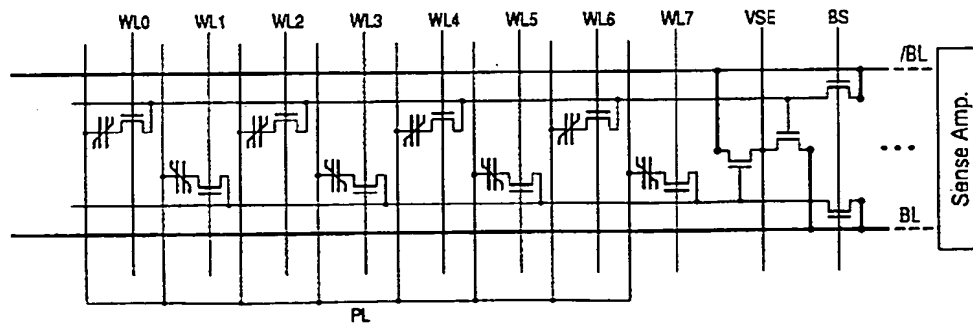 WL0 WL1 WL2 WL3 WL4 WL5 WL6 WL7 VSE BS
/BL
Sense Amp.
BL
PL